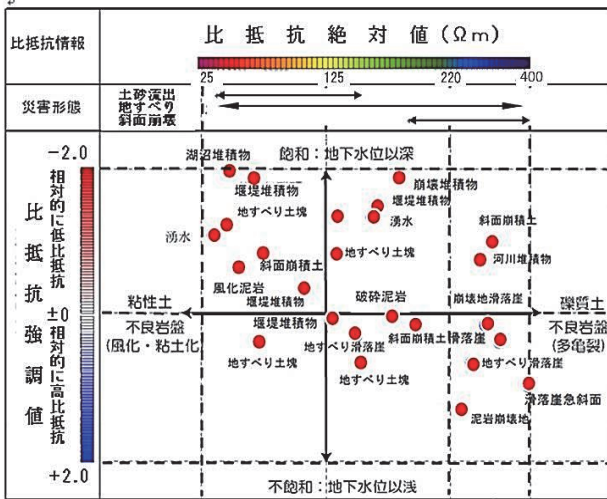 比抵抗情報
比抵抗絶対値(Ωm)
25 125 220 400
災害形態
土砂流出
地すべり
斜面崩壊
-2.0
±0
+2.0
比抵抗強調値
相対的に低比抵抗
相対的に高比抵抗
飽和:地下水位以深
湖沼堆積物
堰堤堆積物
崩壊堆積物
堰堤堆積物
地すべり土塊
湧水
湧水
斜面崩積土
地すべり土塊
斜面崩積土
河川堆積物
風化泥岩
堰堤堆積物
破砕泥岩
崩壊地滑落崖
粘性土
礫質土
不良岩盤
(風化・粘土化)
不良岩盤
(多亀裂)
堰堤堆積物
地すべり滑落崖
斜面崩積土
滑落崖
地すべり土塊
地すべり土塊
地すべり滑落崖
滑落崖急斜面
泥岩崩壊地
不飽和:地下水位以浅